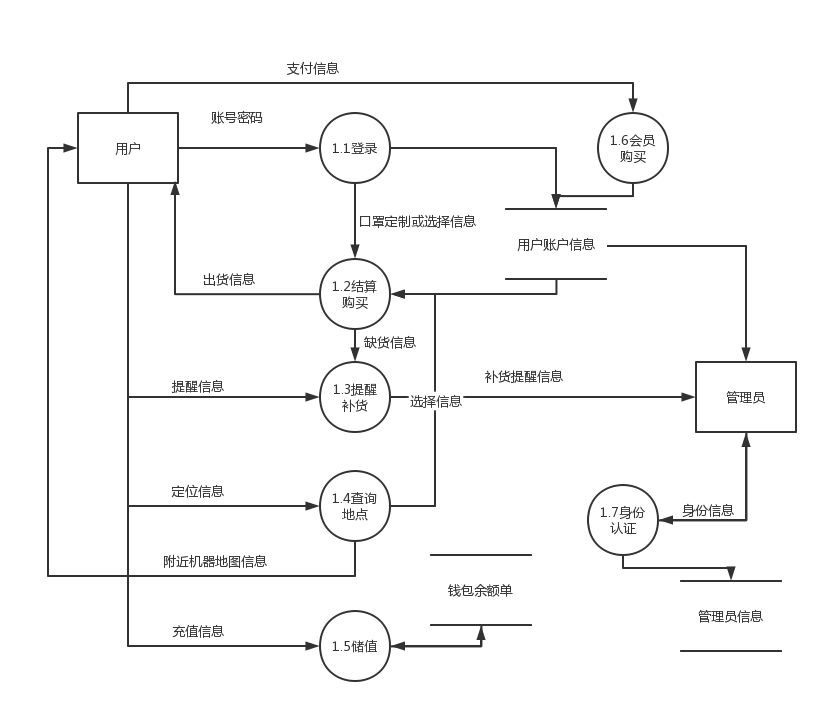 支付信息
账号密码
用户
1.1登录
1.6会员
购买
口罩定制或选择信息
用户账户信息
出货信息
1.2结算
购买
缺货信息
提醒信息
1.3提醒
补货
选择信息
补货提醒信息
管理员
定位信息
1.4查询
地点
1.7身份
认证
身份信息
附近机器地图信息
钱包余额单
管理员信息
充值信息
1.5储值